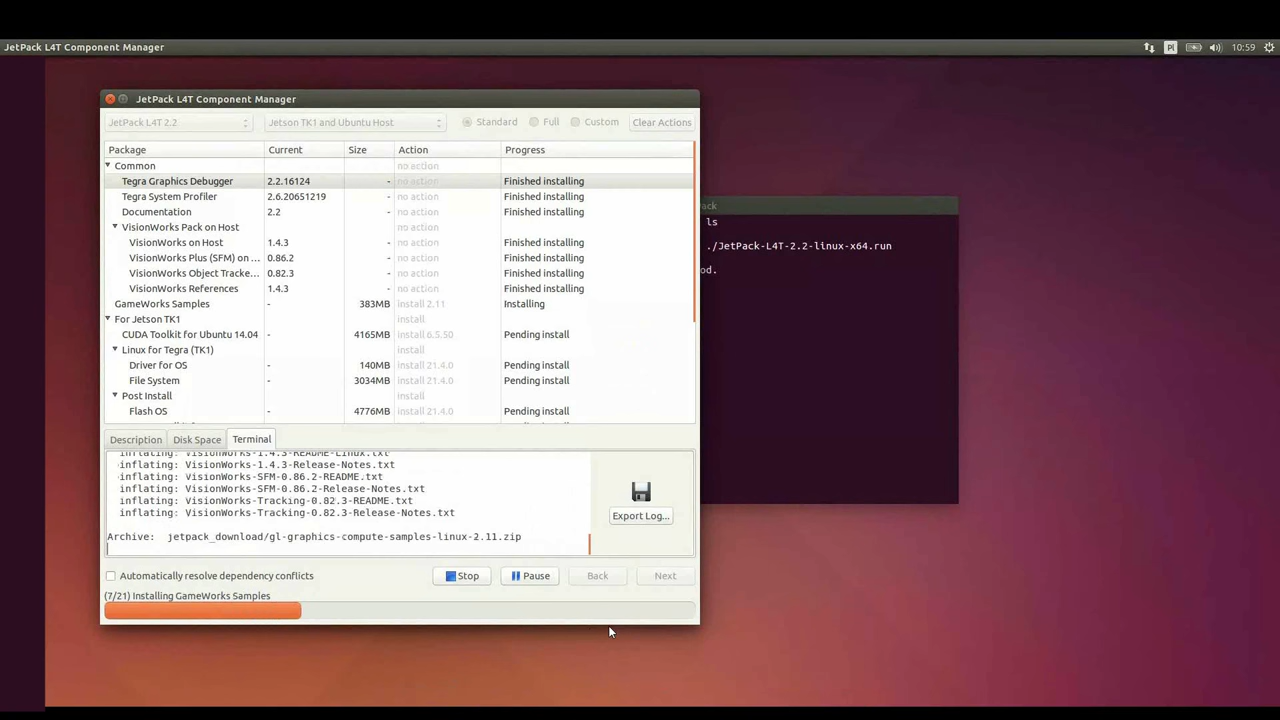 JetPack L4T Component Manager
Pl
10:59
JetPack L4T Component Manager
JetPack L4T 2.2 Jetson TK1 and Ubuntu Host Standard Full Custom Clear Actions
Package Current Size Action Progress
Common no action
Tegra Graphics Debugger 2.2.16124 - no action Finished installing
Tegra System Profiler 2.6.20651219 - no action Finished installing
Documentation 2.2 - no action Finished installing
VisionWorks Pack on Host no action
VisionWorks on Host 1.4.3 - no action Finished installing
VisionWorks Plus (SFM) on ... 0.86.2 - no action Finished installing
VisionWorks Object Tracke... 0.82.3 - no action Finished installing
VisionWorks References 1.4.3 - no action Finished installing
GameWorks Samples - 383MB install 2.11 Installing
For Jetson TK1 install
CUDA Toolkit for Ubuntu 14.04 - 4165MB install 6.5.50 Pending install
Linux for Tegra (TK1) install
Driver for OS - 140MB install 21.4.0 Pending install
File System - 3034MB install 21.4.0 Pending install
Post Install install
Flash OS - 4776MB install 21.4.0 Pending install
Description Disk Space Terminal
inflating: VisionWorks-1.4.3-README-Linux.txt
inflating: VisionWorks-1.4.3-Release-Notes.txt
inflating: VisionWorks-SFM-0.86.2-README.txt
inflating: VisionWorks-SFM-0.86.2-Release-Notes.txt
inflating: VisionWorks-Tracking-0.82.3-README.txt
inflating: VisionWorks-Tracking-0.82.3-Release-Notes.txt
Archive: jetpack_download/gl-graphics-compute-samples-linux-2.11.zip
Export Log...
Automatically resolve dependency conflicts Stop Pause Back Next
(7/21) Installing GameWorks Samples
ack
ls
./JetPack-L4T-2.2-linux-x64.run
od.